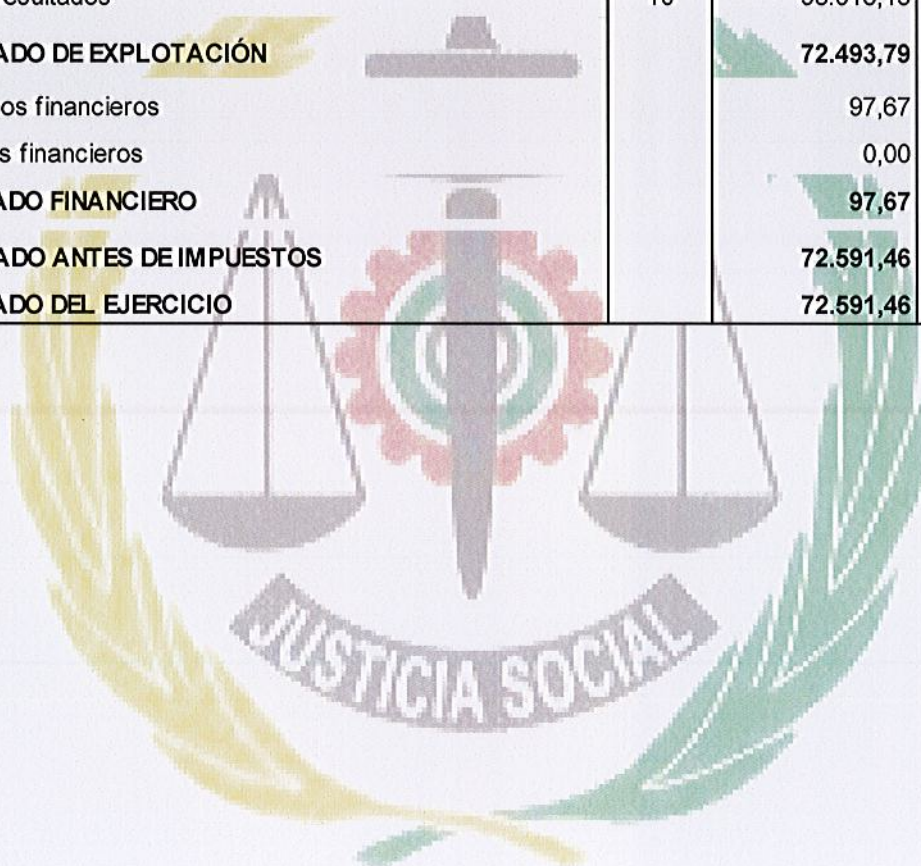 ADO DE EXPLOTACIÓN 72.493,79
os financieros 97,67
s financieros 0,00
ADO FINANCIERO 97,67
ADO ANTES DE IMPUESTOS 72.591,46
ADO DEL EJERCICIO 72.591,46
JUSTICIA SOCIAL